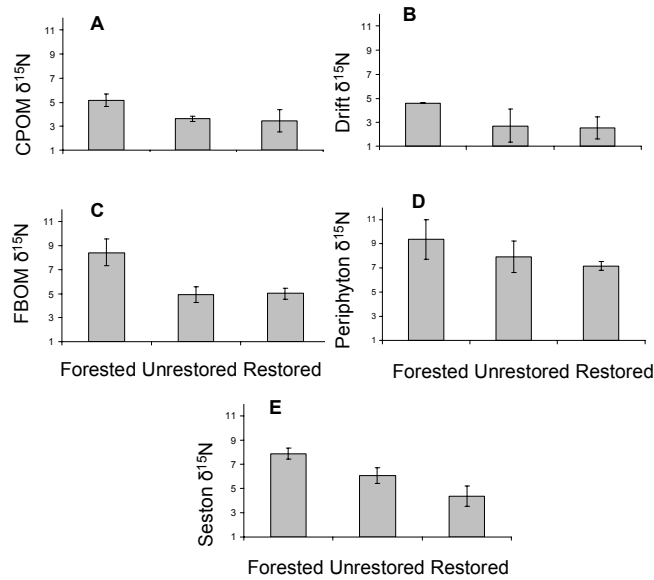 A
CPOM δ¹⁵N
11
9
7
5
3
1
B
Drift δ¹⁵N
11
9
7
5
3
1
C
FBOM δ¹⁵N
11
9
7
5
3
1
Forested Unrestored Restored
D
Periphyton δ¹⁵N
11
9
7
5
3
1
Forested Unrestored Restored
E
Seston δ¹⁵N
11
9
7
5
3
1
Forested Unrestored Restored